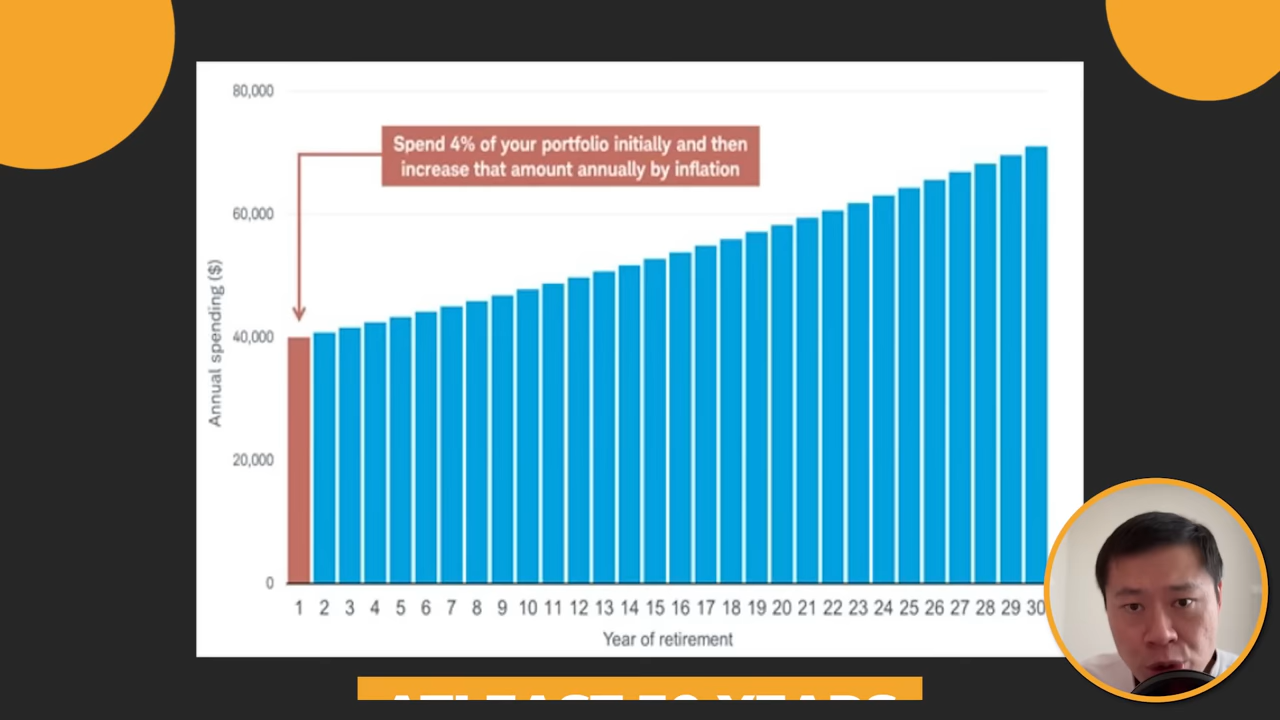 80,000
Spend 4% of your portfolio initially and then
increase that amount annually by inflation
60,000
40,000
20,000
0
Annual spending ($)
1 2 3 4 5 6 7 8 9 10 11 12 13 14 15 16 17 18 19 20 21 22 23 24 25 26 27 28 29 30
Year of retirement
AT LEAST YEARS